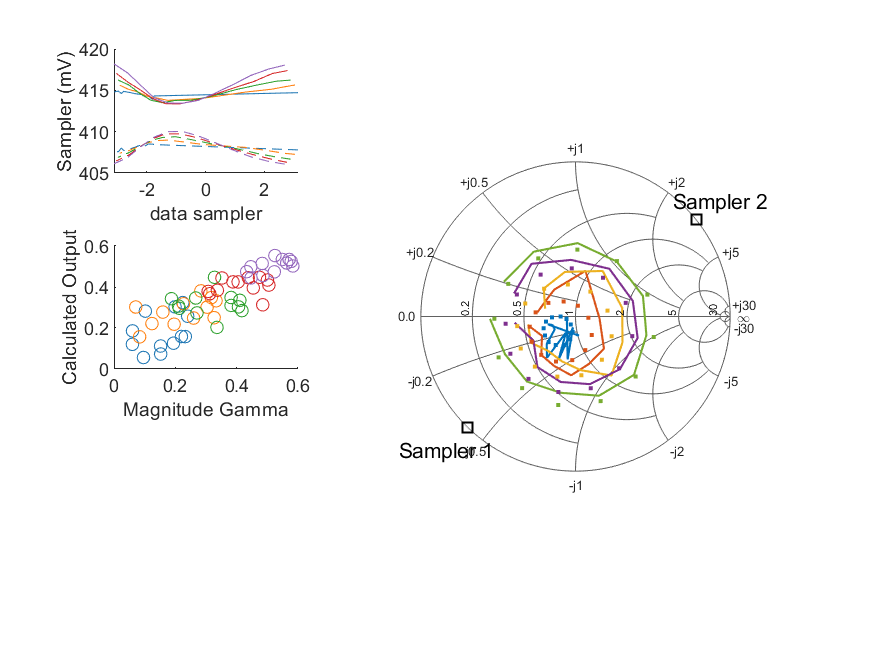 420
415
410
405
Sampler (mV)
-2 0 2
data sampler
0.6
0.4
0.2
0
Calculated Output
0 0.2 0.4 0.6
Magnitude Gamma
+j1
+j0.5
+j2
Sampler 2
+j0.2
+j5
0.0
0.2
0.5
1
2
5
30
+j30
∞
-j30
-j0.2
-j5
Sampler 1
-j0.5
-j2
-j1